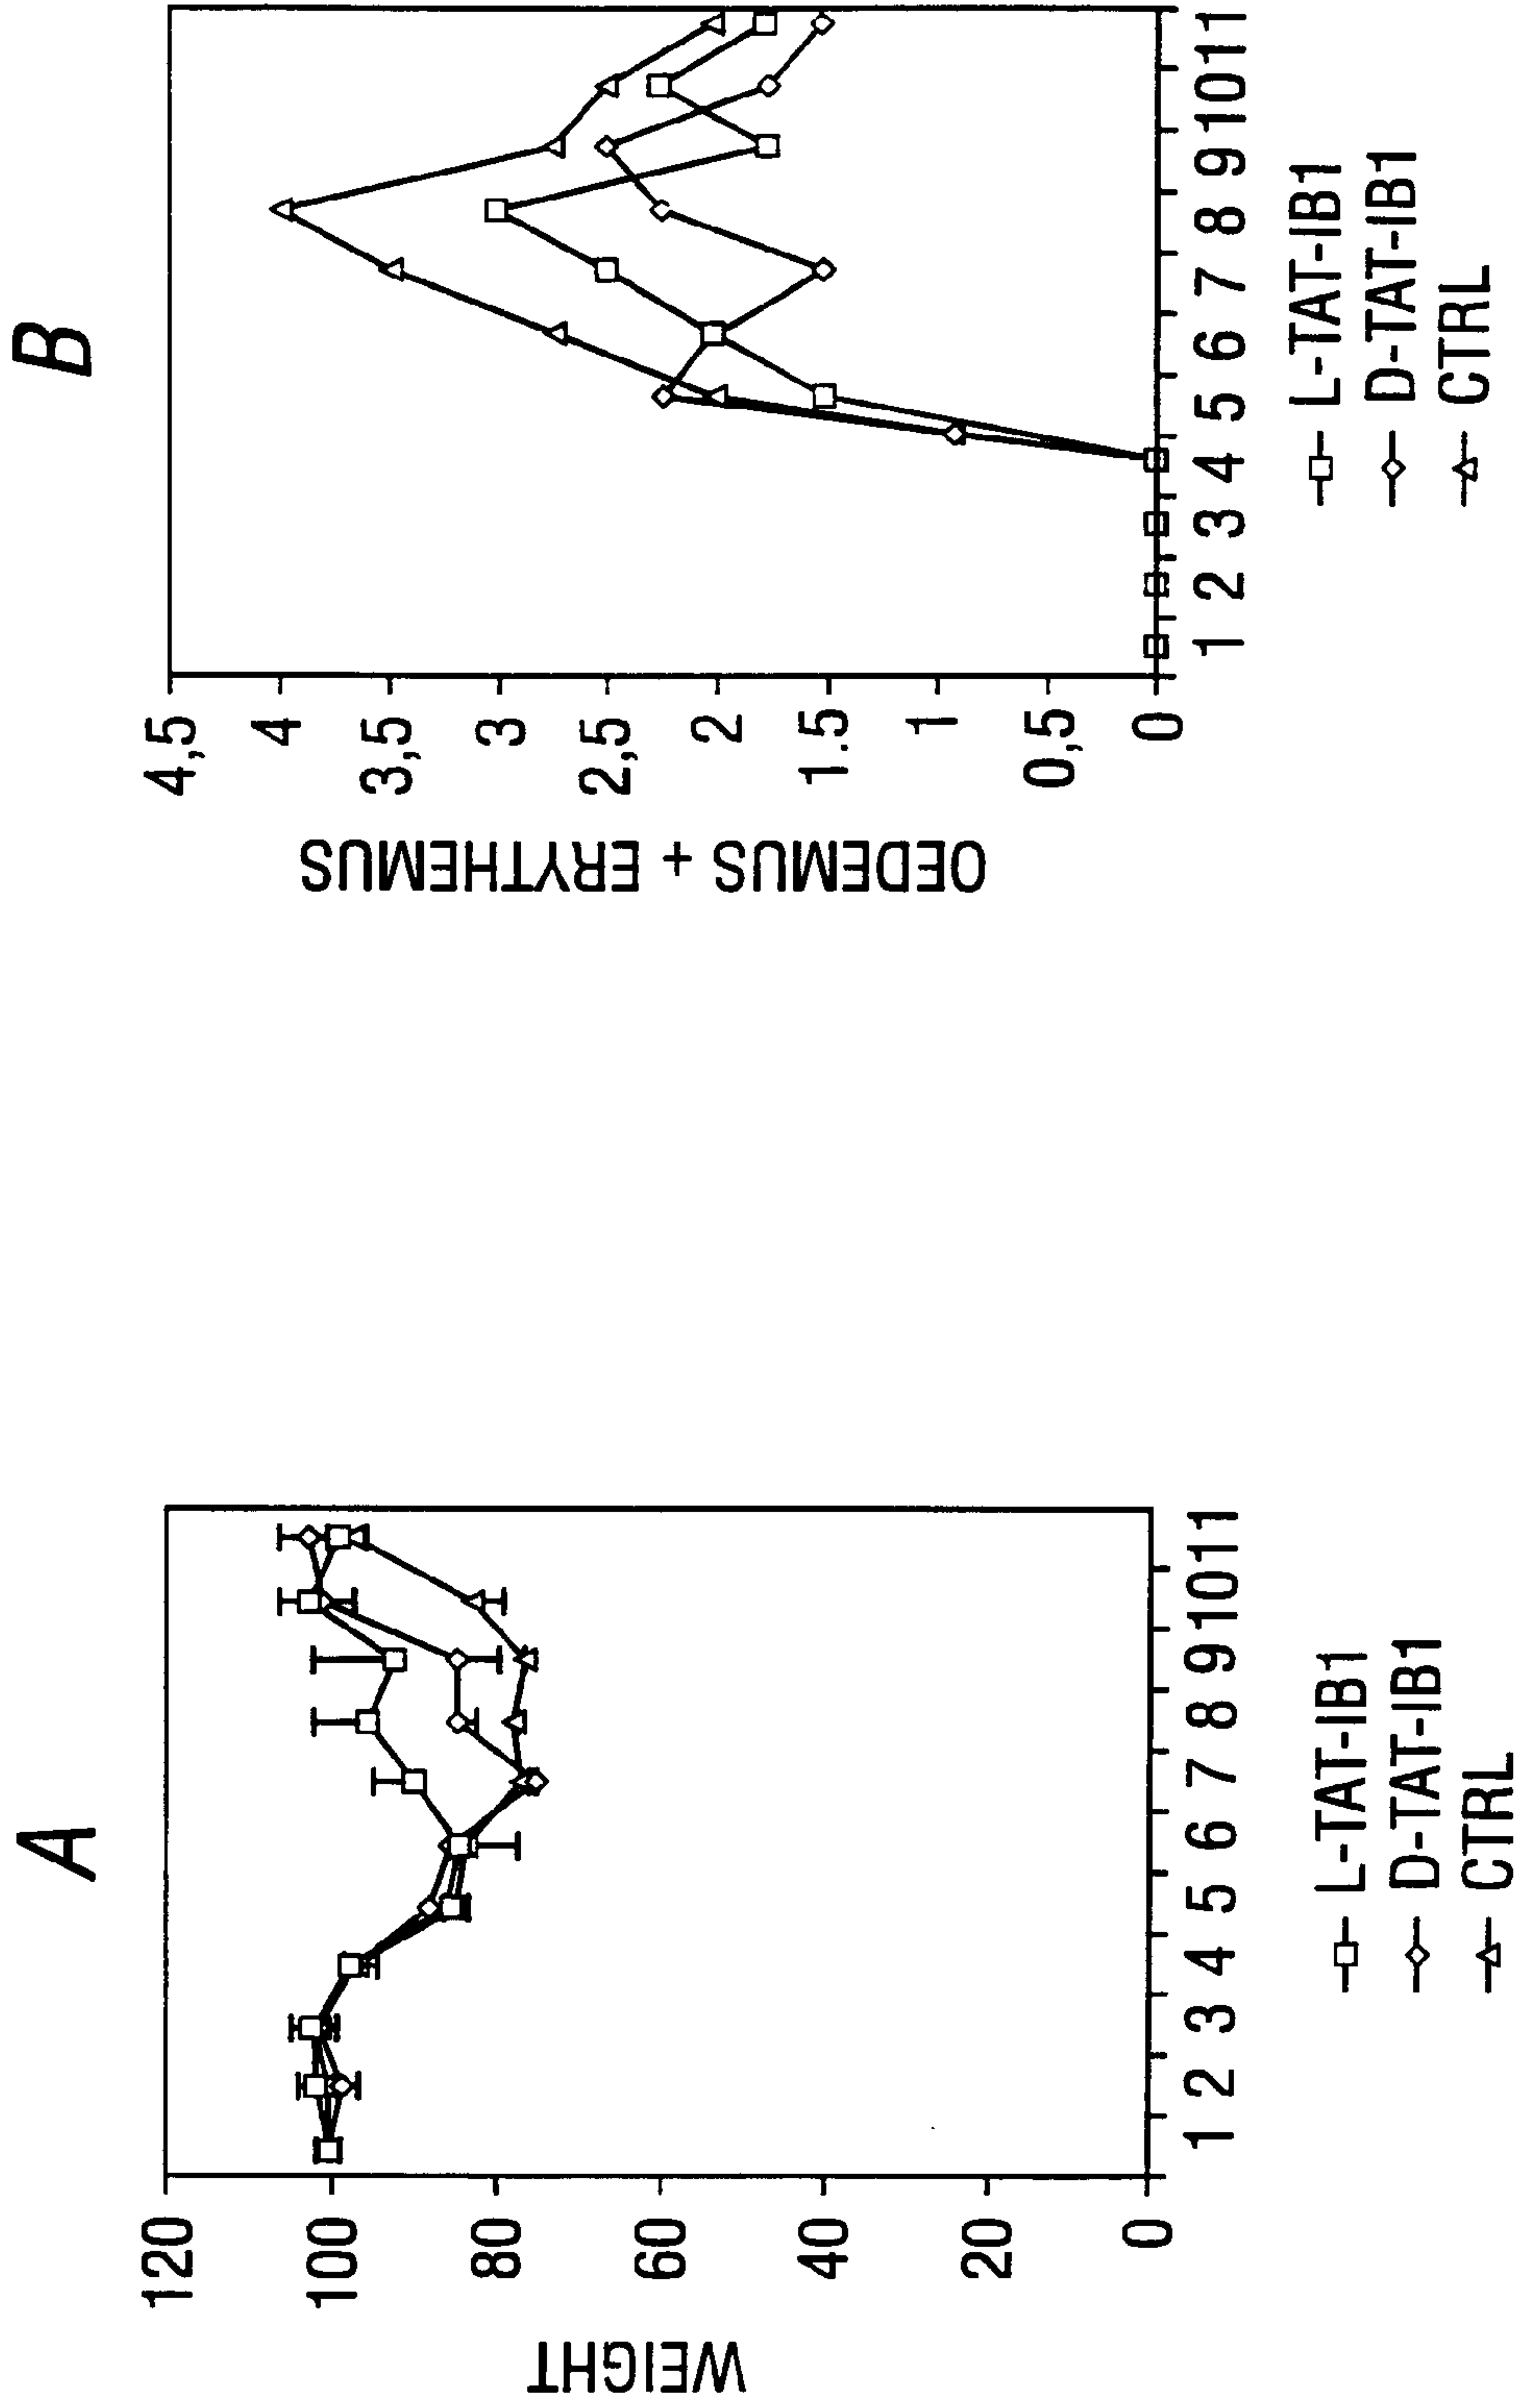 A
WEIGHT
120
100
80
60
40
20
0
1 2 3 4 5 6 7 8 9 10 11
L-TAT-IB1
D-TAT-IB1
CTRL
B
OEDEMUS + ERYTHEMUS
4,5
4
3,5
3
2,5
2
1.5
1
0,5
0
1 2 3 4 5 6 7 8 9 10 11
L-TAT-IB1
D-TAT-IB1
CTRL